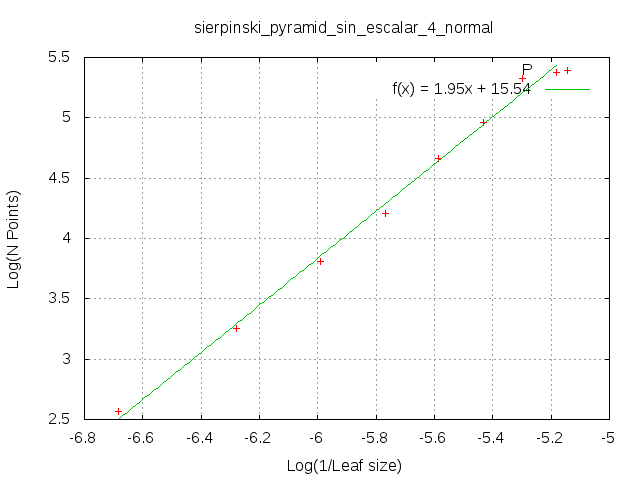 sierpinski_pyramid_sin_escalar_4_normal
5.5
P
f(x) = 1.95x + 15.54
5
4.5
4
3.5
3
2.5
Log(N Points)
-6.8 -6.6 -6.4 -6.2 -6 -5.8 -5.6 -5.4 -5.2 -5
Log(1/Leaf size)